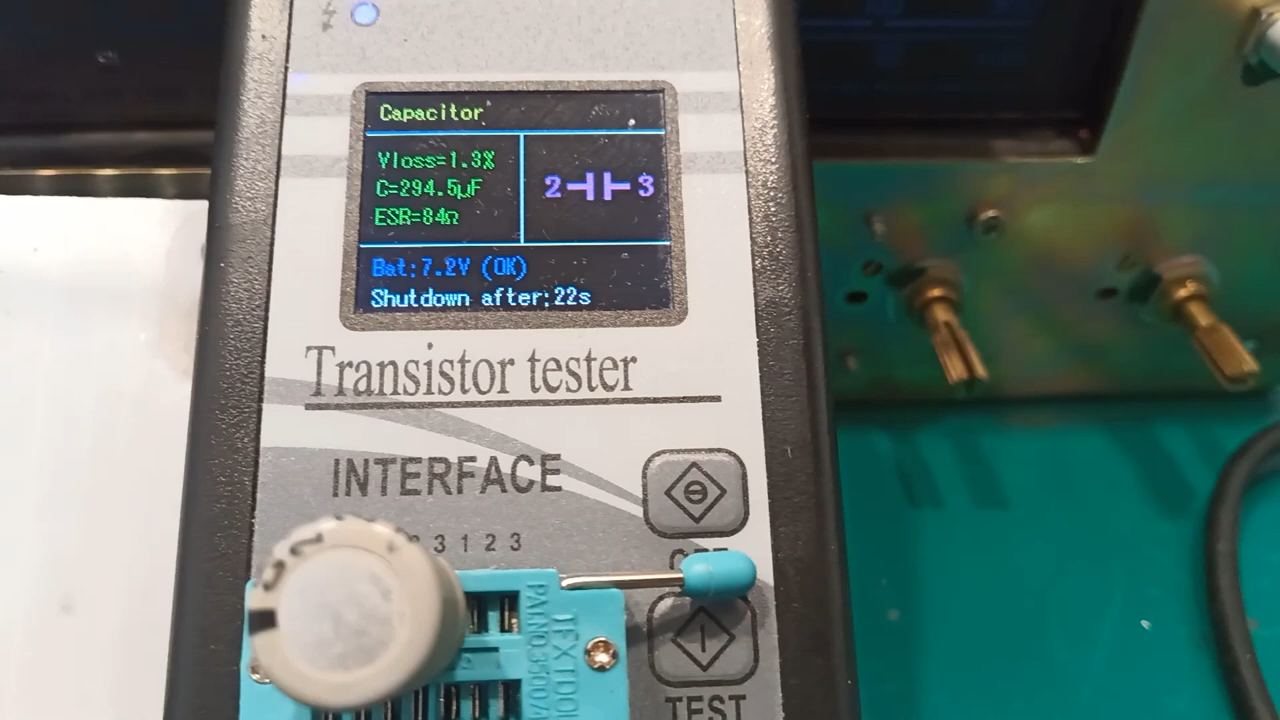 Capacitor
Vloss=1.3%
C=294.5µF
ESR=84Ω
2 3
Bat:7.2V (OK)
Shutdown after:22s
Transistor tester
INTERFACE
3 1 2 3
OFF
TEST